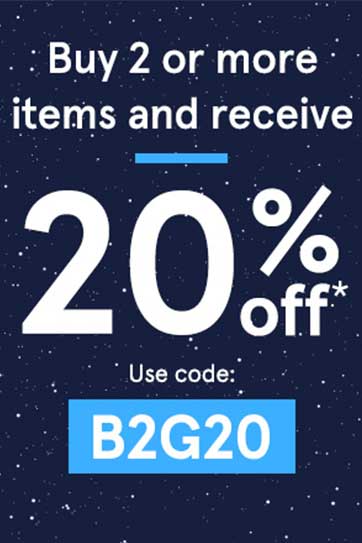 Buy 2 or more
items and receive
20%
off*
Use code:
B2G20